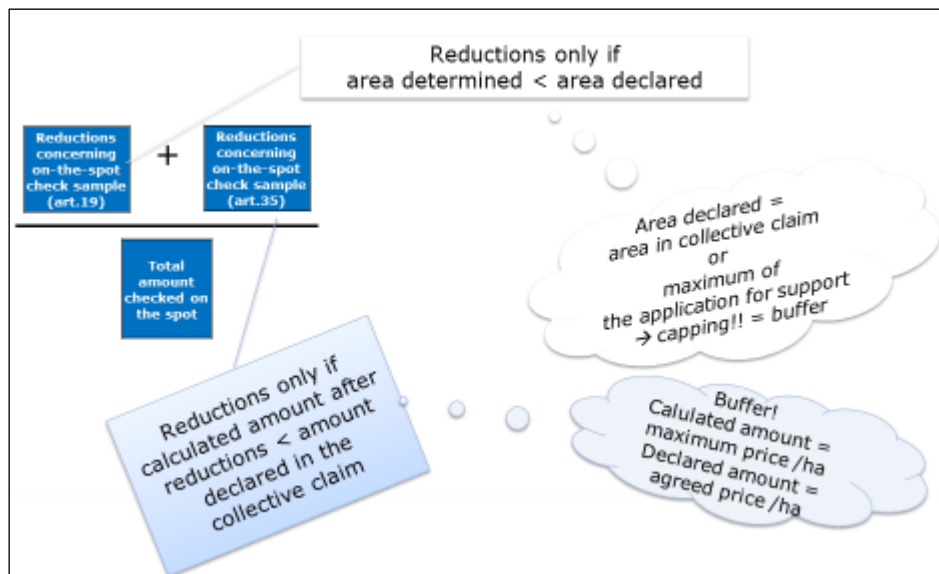 Reductions only if
area determined < area declared
Reductions
concerning
on-the-spot
check sample
(art.19)
+
Reductions
concerning
on-the-spot
check sample
(art.35)
Total
amount
checked on
the spot
Area declared =
area in collective claim
or
maximum of
the application for support
→ capping!! = buffer
Reductions only if
calculated amount after
reductions < amount
declared in the
collective claim
Buffer!
Calulated amount =
maximum price /ha
Declared amount =
agreed price /ha